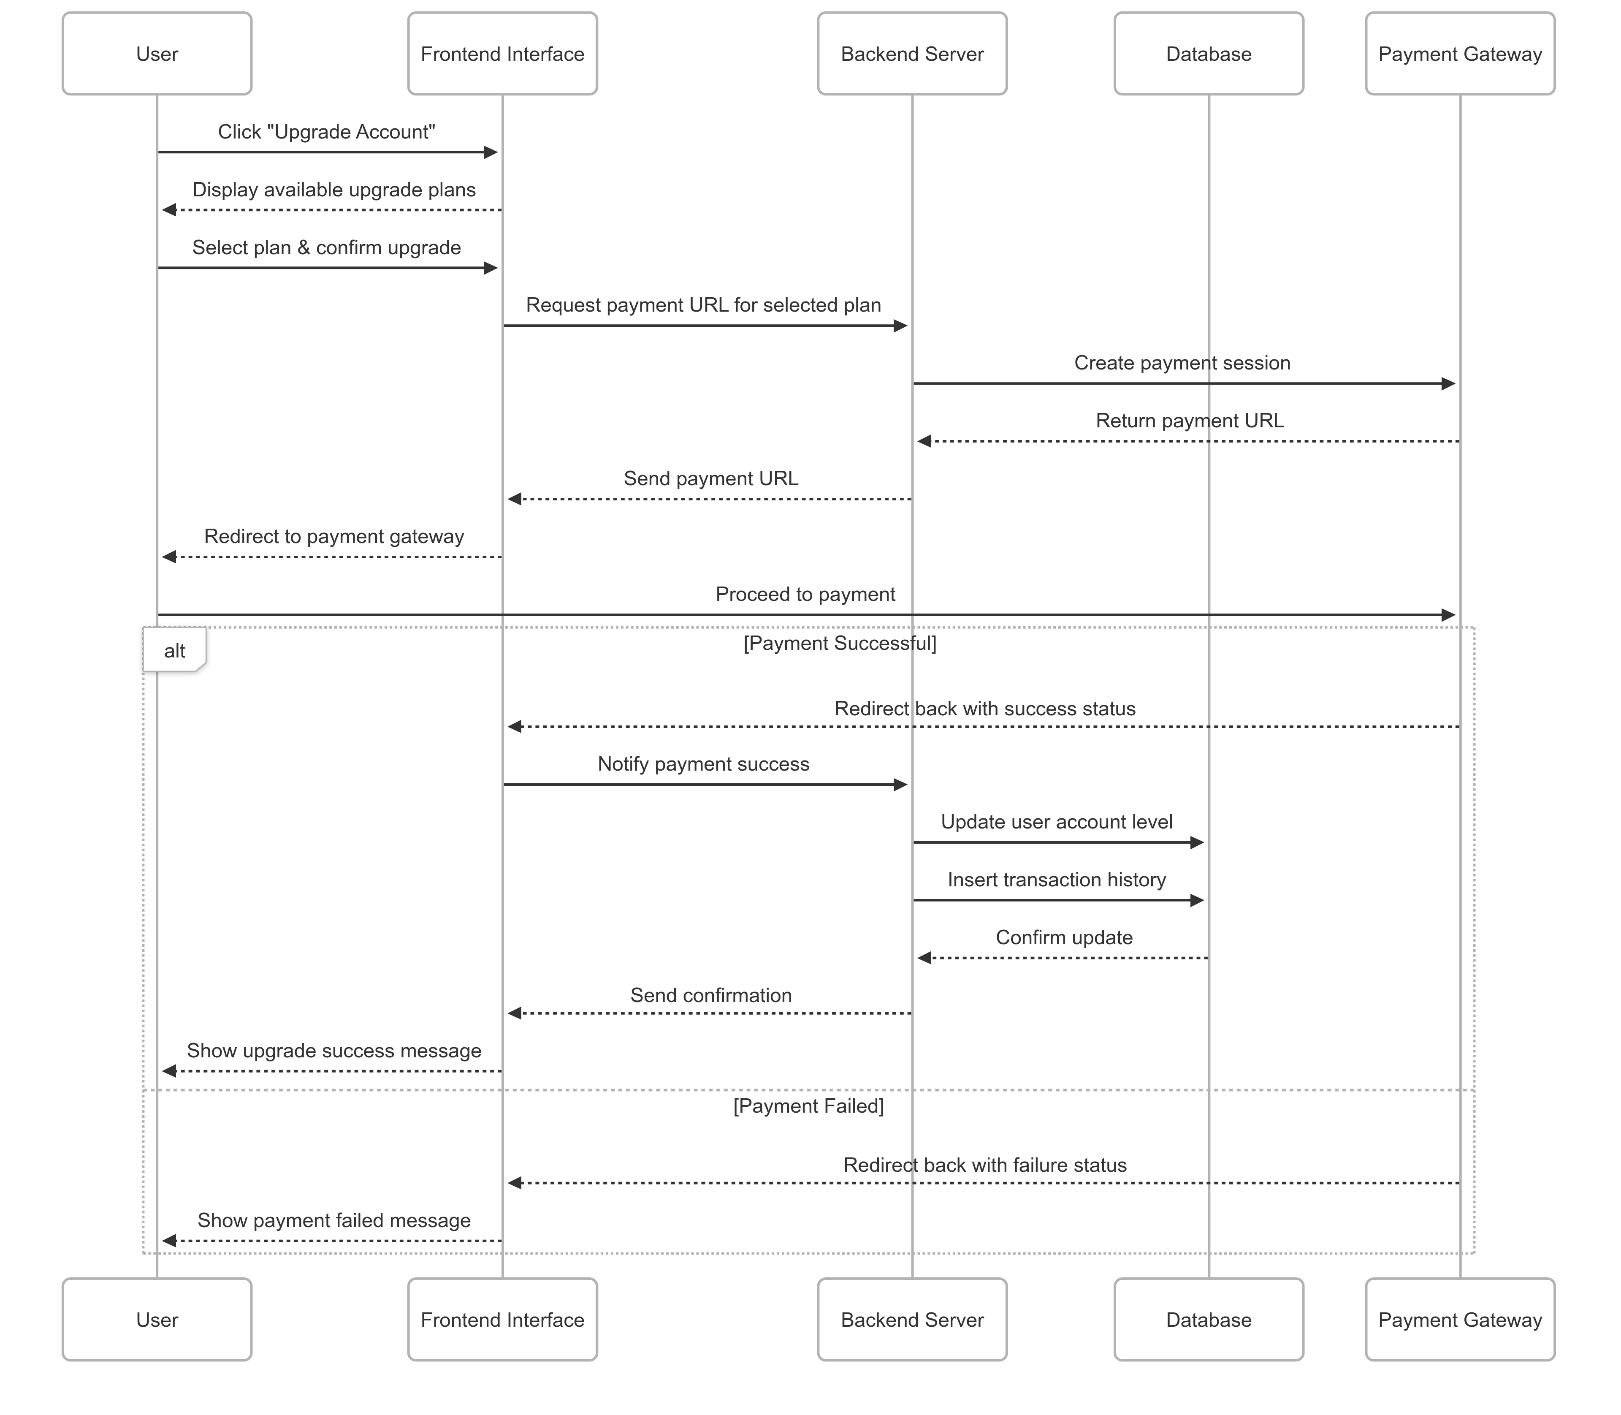 User
Frontend Interface
Backend Server
Database
Payment Gateway
Click "Upgrade Account"
Display available upgrade plans
Select plan & confirm upgrade
Request payment URL for selected plan
Create payment session
Return payment URL
Send payment URL
Redirect to payment gateway
Proceed to payment
alt
[Payment Successful]
Redirect back with success status
Notify payment success
Update user account level
Insert transaction history
Confirm update
Send confirmation
Show upgrade success message
[Payment Failed]
Redirect back with failure status
Show payment failed message
User
Frontend Interface
Backend Server
Database
Payment Gateway